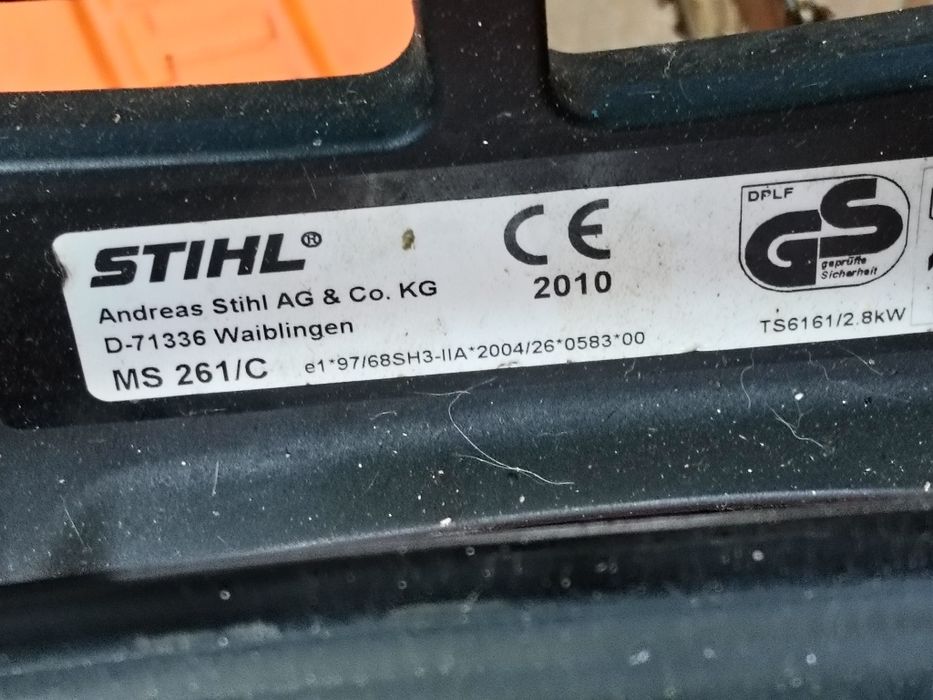 STIHL®
Andreas Stihl AG & Co. KG
D-71336 Waiblingen
MS 261/C
e1*97/68SH3-IIA*2004/26*0583*00
CE
2010
DPLF
GS
geprüfte
Sicherheit
TS6161/2.8kW